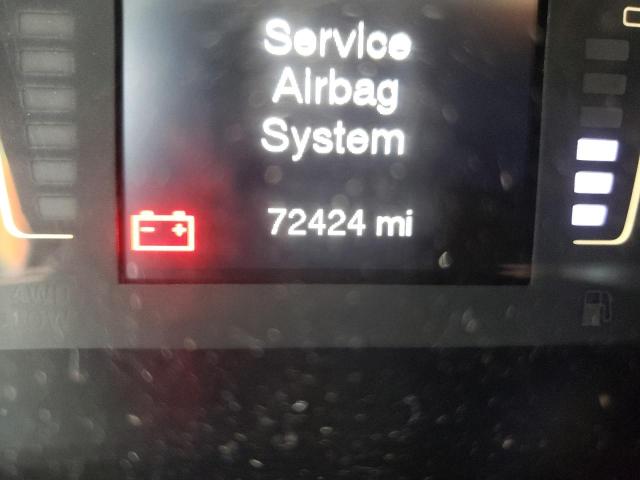 Service
Airbag
System
72424 mi